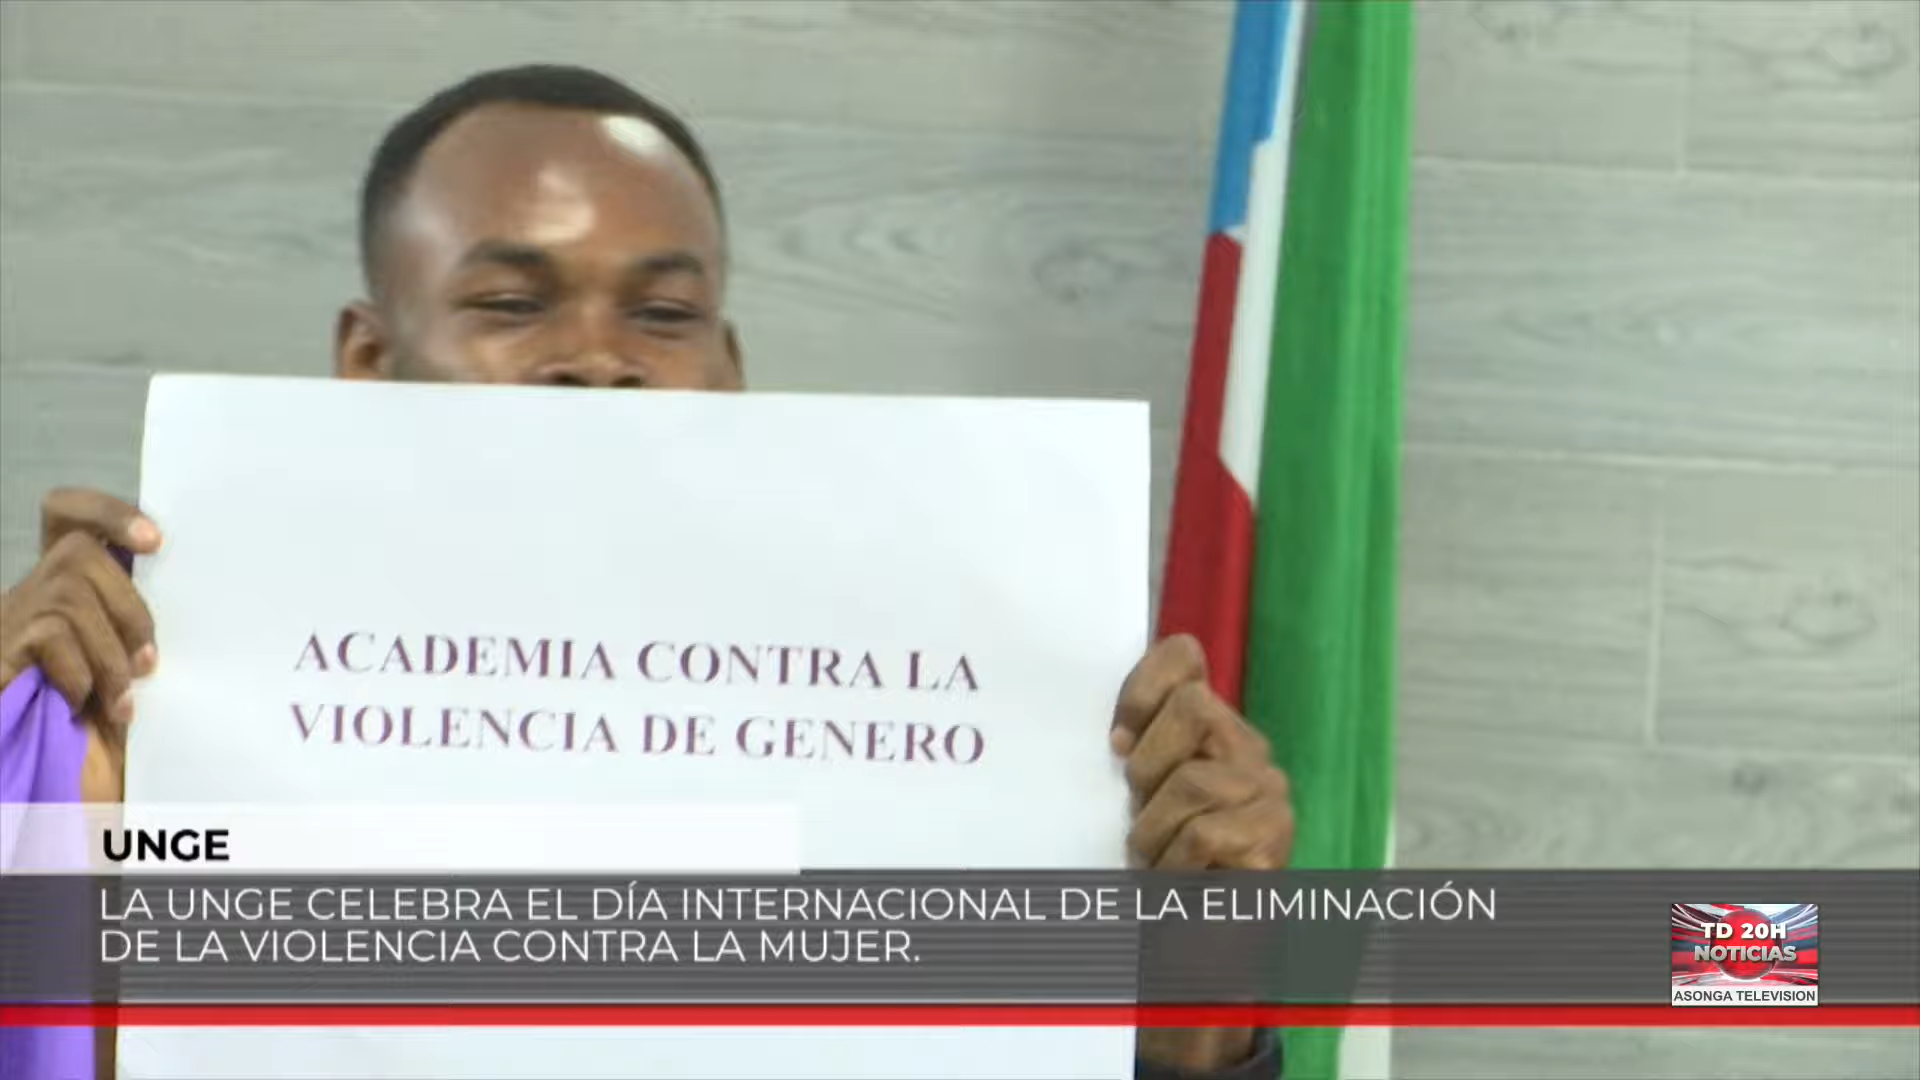 ACADEMIA CONTRA LA
VIOLENCIA DE GENERO
UNGE
LA UNGE CELEBRA EL DÍA INTERNACIONAL DE LA ELIMINACIÓN
DE LA VIOLENCIA CONTRA LA MUJER.
TD 20H
NOTICIAS
ASONGA TELEVISION